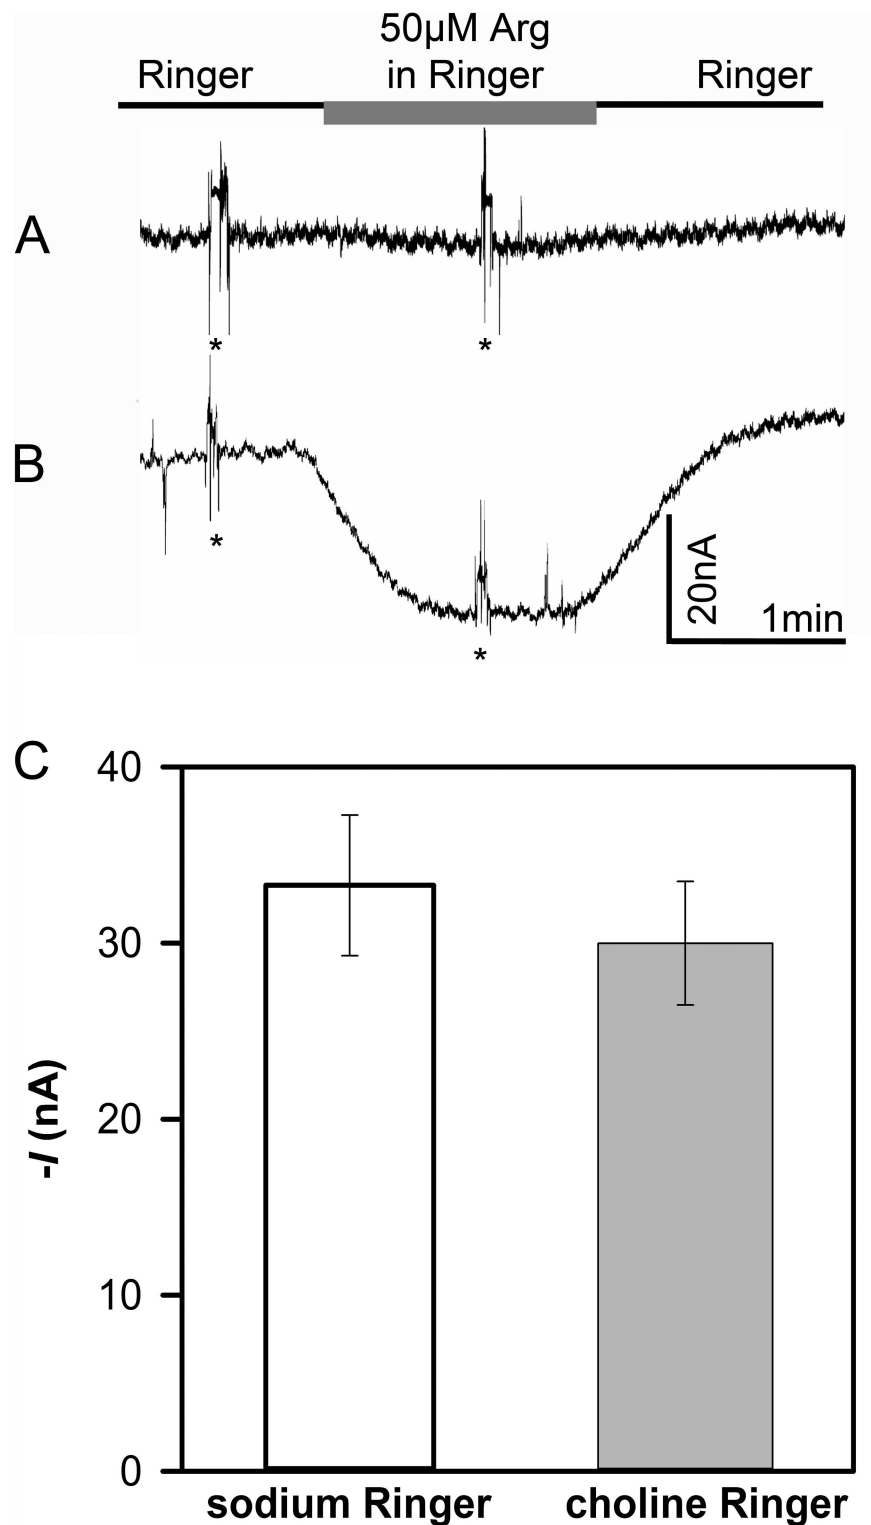 50µM Arg
Ringer in Ringer Ringer
A
*
*
B
*
20nA
1min
*
C
40
30
20
10
0
-I (nA)
sodium Ringer choline Ringer